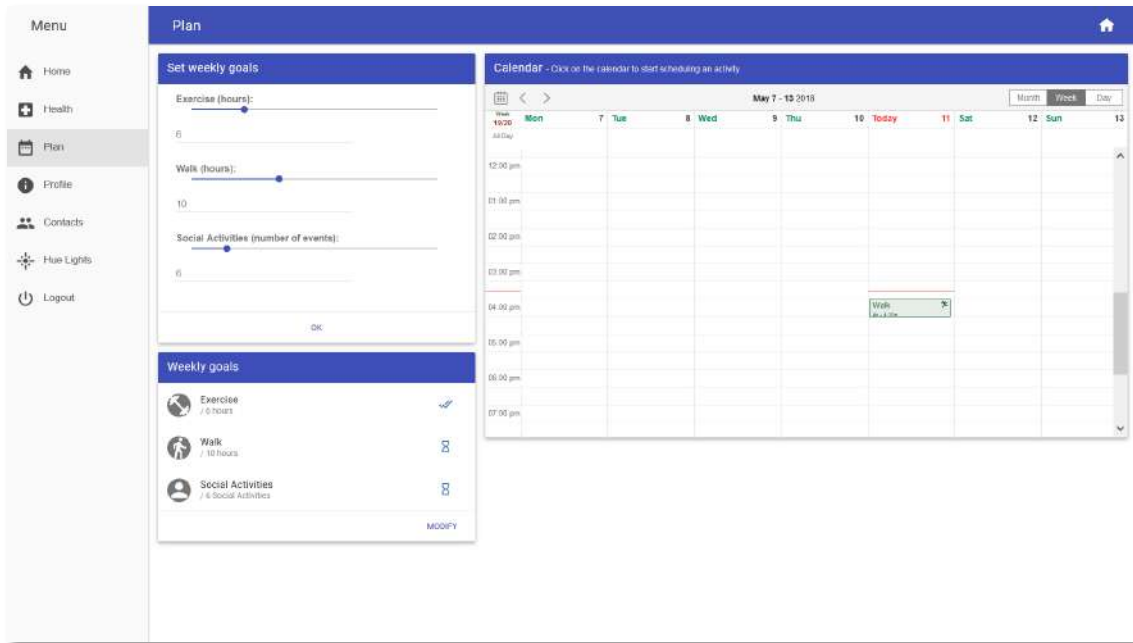 Menu
Home
Health
Plan
Profile
Contacts
Hue Lights
Logout
Plan
Set weekly goals
Exercise (hours):
6
Walk (hours):
10
Social Activities (number of events):
6
OK
Weekly goals
Exercise
/ 6 hours
Walk
/ 10 hours
Social Activities
/ 6 Social Activities
MODIFY
Calendar - Click on the calendar to start scheduling an activity
May 7 - 13 2018
Month Week Day
Week
19/20
Mon 7 Tue 8 Wed 9 Thu 10 Today 11 Sat 12 Sun 13
All Day
12:00 pm
01:00 pm
02:00 pm
03:00 pm
04:00 pm
Walk
05:00 pm
06:00 pm
07:00 pm